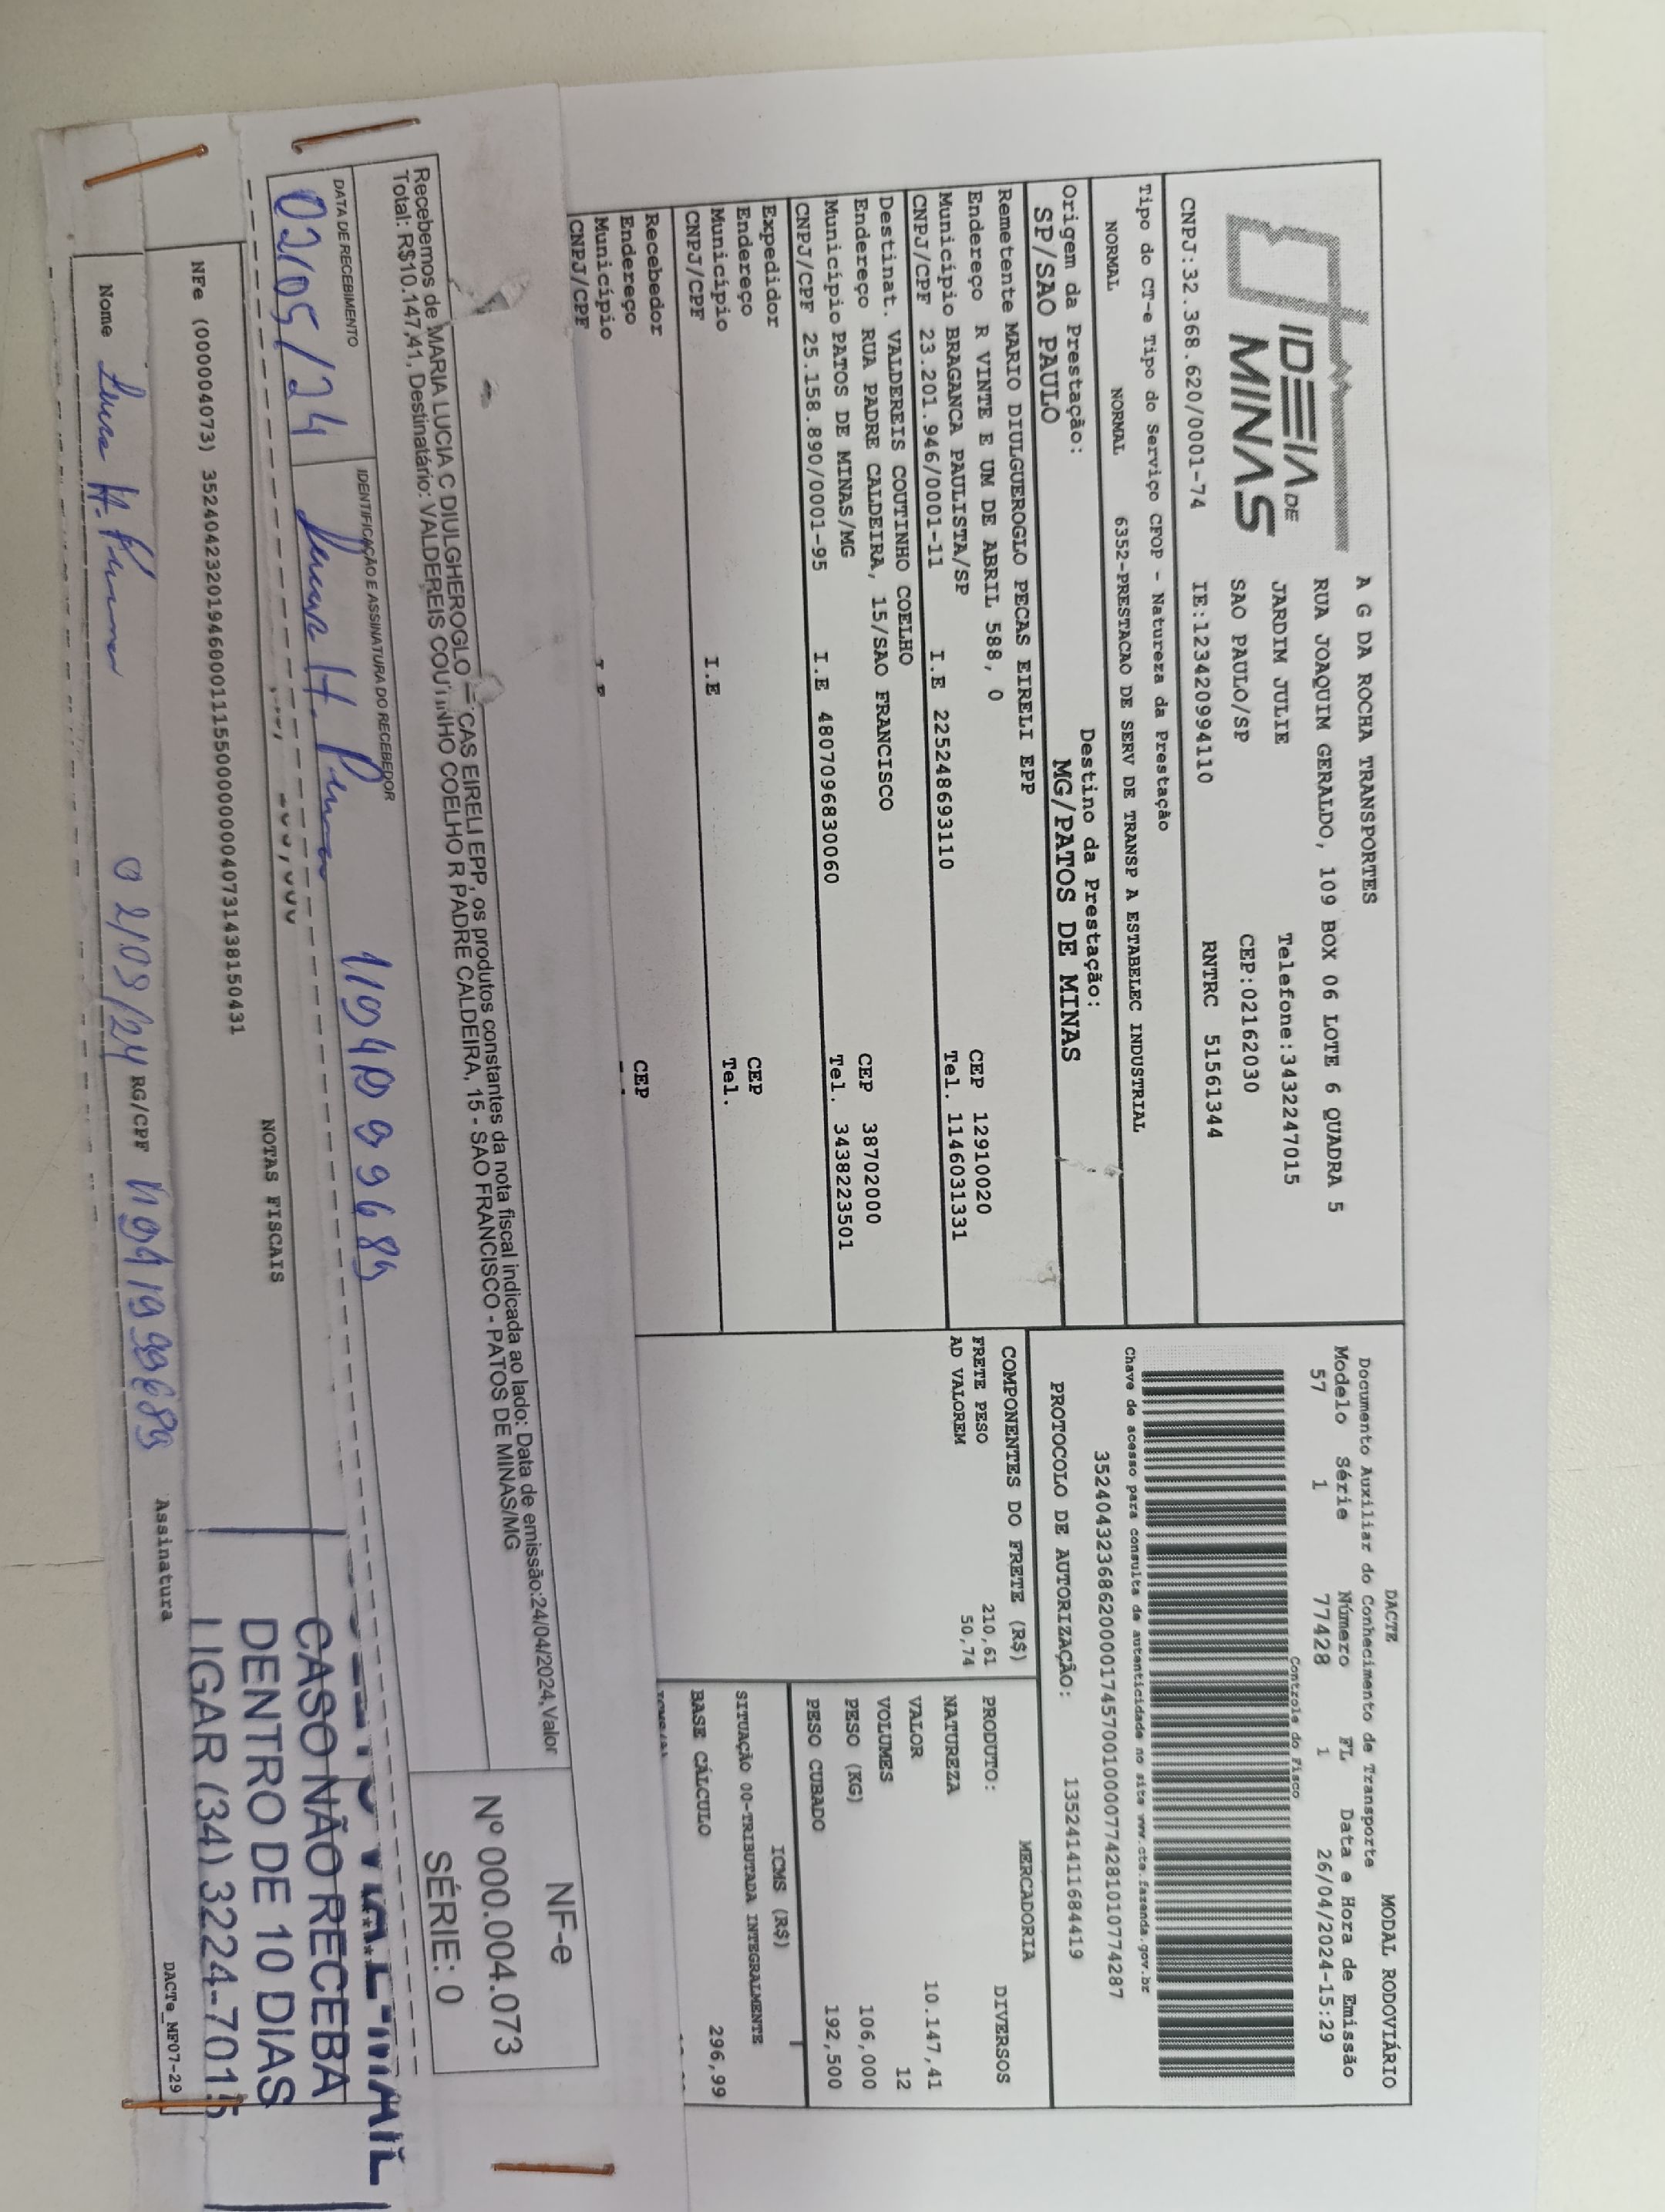 IDEIA DE
MINAS
A G DA ROCHA TRANSPORTES
RUA JOAQUIM GERALDO, 109 BOX 06 LOTE 6 QUADRA 5
JARDIM JULIE Telefone:3432247015
SAO PAULO/SP CEP:02162030
CNPJ:32.368.620/0001-74 IE:123420994110 RNTRC 51561344
Tipo do CT-e Tipo do Serviço CFOP - Natureza da Prestação
NORMAL NORMAL 6352-PRESTACAO DE SERV DE TRANSP A ESTABELEC INDUSTRIAL
Origem da Prestação: Destino da Prestação:
SP/SAO PAULO MG/PATOS DE MINAS
Remetente MARIO DIULGUEROGLO PECAS EIRELI EPP
Endereço R VINTE E UM DE ABRIL 588, 0 CEP 12910020
Município BRAGANCA PAULISTA/SP Tel. 1146031331
CNPJ/CPF 23.201.946/0001-11 I.E 225248693110
Destinat. VALDEREIS COUTINHO COELHO
Endereço RUA PADRE CALDEIRA, 15/SAO FRANCISCO CEP 38702000
Município PATOS DE MINAS/MG Tel. 3438223501
CNPJ/CPF 25.158.890/0001-95 I.E 4807096830060
Expedidor
Endereço CEP
Município Tel.
CNPJ/CPF I.E
Recebedor
Endereço CEP
Município
CNPJ/CPF
DACTE MODAL RODOVIÁRIO
Documento Auxiliar do Conhecimento de Transporte
Modelo Série Número FL Data e Hora de Emissão
57 1 77428 1 26/04/2024-15:29
Controle do Fisco
Chave de acesso para consulta de autenticidade no site www.cte.fazenda.gov.br
35240432368620000174570010000774281010774287
PROTOCOLO DE AUTORIZAÇÃO: 135241411684419
COMPONENTES DO FRETE (R$)
FRETE PESO 210,61
AD VALOREM 50,74
MERCADORIA
PRODUTO: DIVERSOS
NATUREZA
VALOR 10.147,41
VOLUMES 12
PESO (KG) 106,000
PESO CUBADO 192,500
ICMS (R$)
SITUAÇÃO 00-TRIBUTADA INTEGRALMENTE
BASE CÁLCULO 296,99
Recebemos de MARIA LUCIA C DIULGHEROGLO CAS EIRELI EPP, os produtos constantes da nota fiscal indicada ao lado: Data de emissão:24/04/2024,Valor
Total: R$10.147,41, Destinatário: VALDEREIS COUTINHO COELHO R PADRE CALDEIRA, 15 - SAO FRANCISCO - PATOS DE MINAS/MG
DATA DE RECEBIMENTO IDENTIFICAÇÃO E ASSINATURA DO RECEBEDOR
02/05/24
NF-e
Nº 000.004.073
SÉRIE: 0
NOTAS FISCAIS
NFe (000004073) 35240423201946000111550000000040731438150431
CASO NÃO RECEBA
DENTRO DE 10 DIAS
LIGAR (34) 3224-7015
Nome RG/CPF Assinatura
DACTe_MF07-29